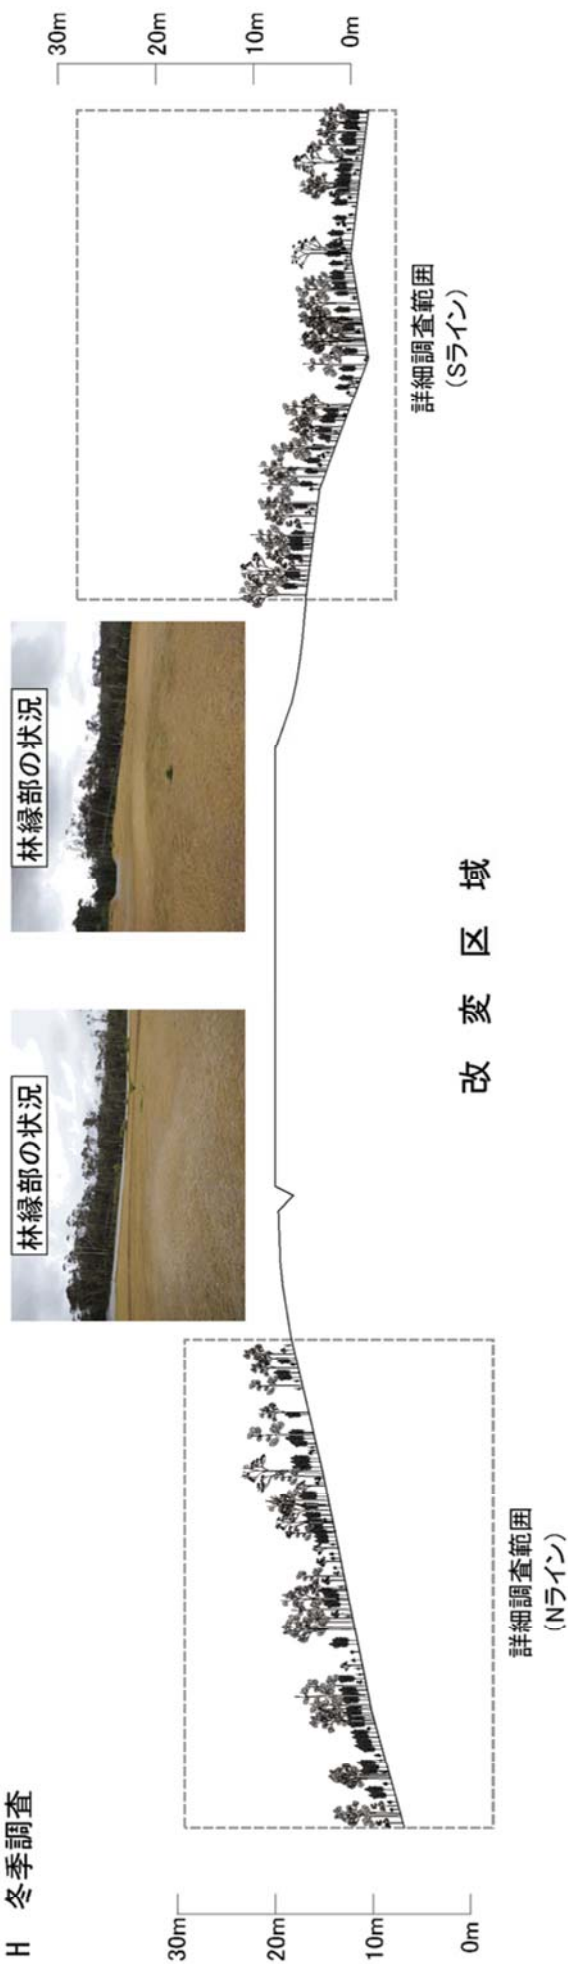 H 冬季調査
30m
20m
10m
0m
詳細調査範囲
（Nライン）
林縁部の状況
林縁部の状況
改変区域
詳細調査範囲
（Sライン）
30m
20m
10m
0m